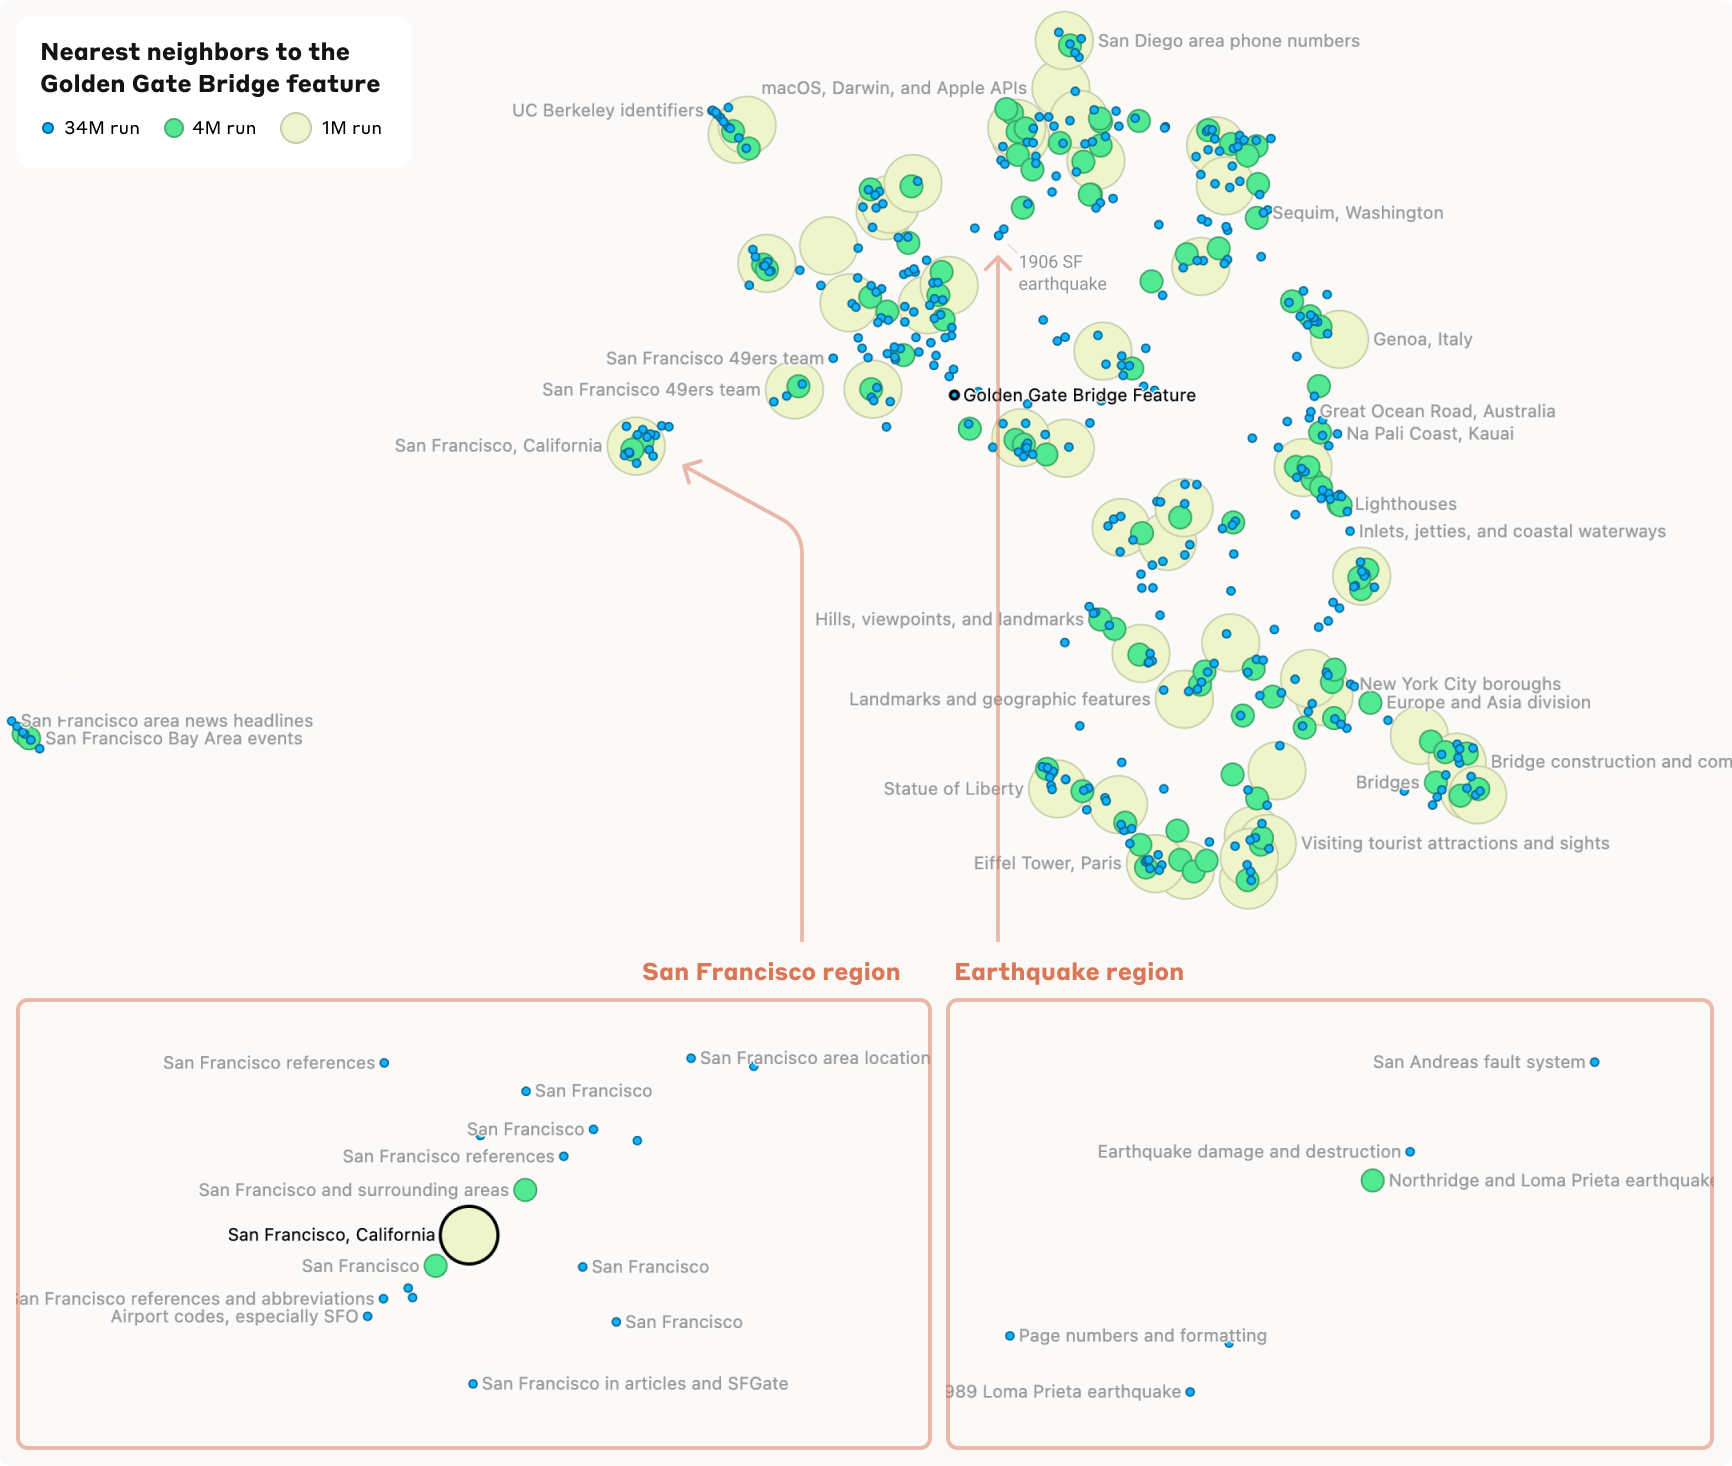 Nearest neighbors to the
Golden Gate Bridge feature
34M run 4M run 1M run
San Diego area phone numbers
macOS, Darwin, and Apple APIs
UC Berkeley identifiers
Sequim, Washington
1906 SF
earthquake
Genoa, Italy
San Francisco 49ers team
San Francisco 49ers team
Golden Gate Bridge Feature
Great Ocean Road, Australia
Na Pali Coast, Kauai
San Francisco, California
Lighthouses
Inlets, jetties, and coastal waterways
Hills, viewpoints, and landmarks
New York City boroughs
Landmarks and geographic features
Europe and Asia division
San Francisco area news headlines
San Francisco Bay Area events
Bridge construction and com
Bridges
Statue of Liberty
Visiting tourist attractions and sights
Eiffel Tower, Paris
San Francisco region
San Francisco references
San Francisco area location
San Francisco
San Francisco
San Francisco references
San Francisco and surrounding areas
San Francisco, California
San Francisco
San Francisco
San Francisco references and abbreviations
Airport codes, especially SFO
San Francisco
San Francisco in articles and SFGate
Earthquake region
San Andreas fault system
Earthquake damage and destruction
Northridge and Loma Prieta earthquake
Page numbers and formatting
989 Loma Prieta earthquake